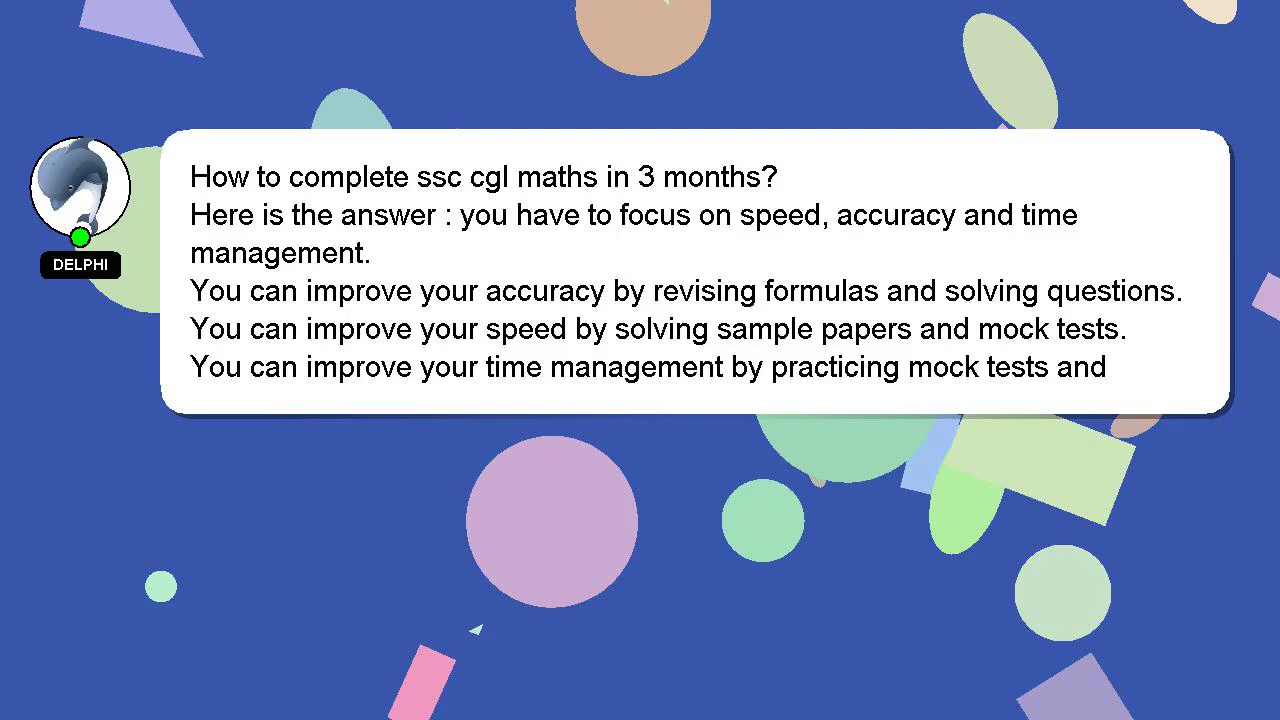 How to complete ssc cgl maths in 3 months?
Here is the answer : you have to focus on speed, accuracy and time
management.
You can improve your accuracy by revising formulas and solving questions.
You can improve your speed by solving sample papers and mock tests.
You can improve your time management by practicing mock tests and
DELPHI